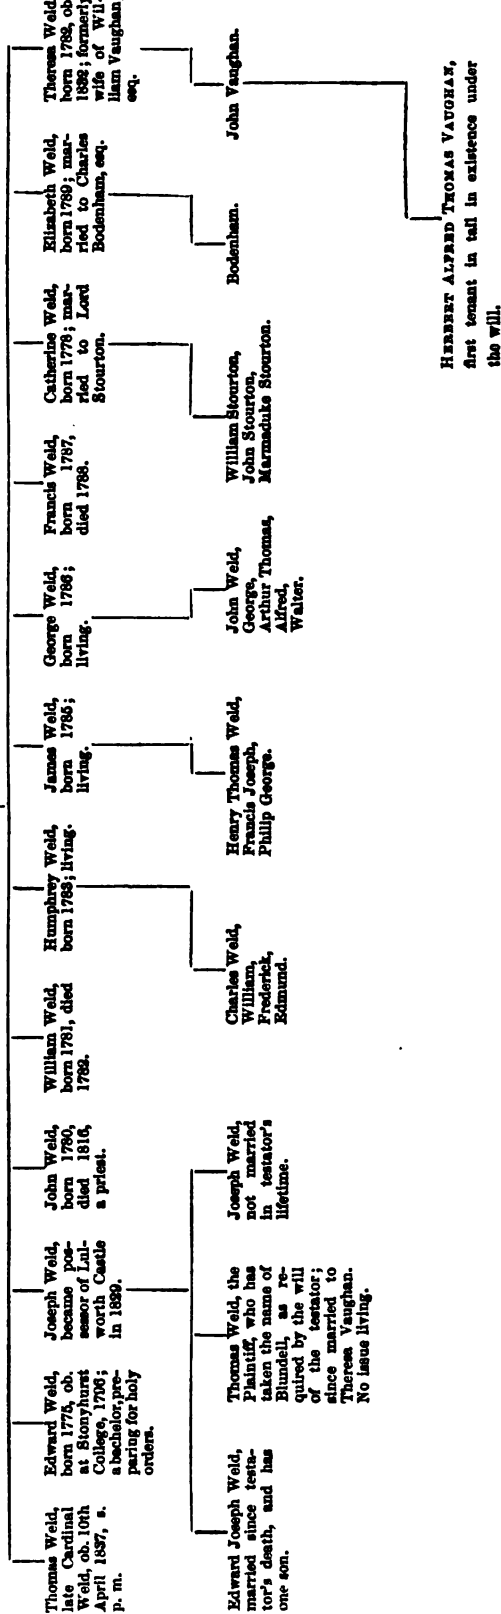 Thomas Weld,
late Cardinal
Weld, ob. 10th
April 1837, s.
p. m.
Edward Weld,
born 1775, ob.
at Stonyhurst
College, 1796;
a bachelor, pre-
paring for holy
orders.
Joseph Weld,
became pos-
sessor of Lul-
worth Castle
in 1829.
John Weld,
born 1780,
died 1816,
a priest.
William Weld,
born 1781, died
1782.
Humphrey Weld,
born 1783; living.
James Weld,
born 1785;
living.
George Weld,
born 1786;
living.
Francis Weld,
born 1787,
died 1788.
Catherine Weld,
born 1778; mar-
ried to Lord
Stourton.
Elizabeth Weld,
born 1789; mar-
ried to Charles
Bodenham, esq.
Theresa Weld
born 1782, ob.
1832; formerly
wife of Wil-
liam Vaughan
esq.
Edward Joseph Weld,
married since testa-
tor's death, and has
one son.
Thomas Weld, the
Plaintiff, who has
taken the name of
Blundell, as re-
quired by the will
of the testator;
since married to
Theresa Vaughan.
No issue living.
Joseph Weld,
not married
in testator's
lifetime.
Charles Weld,
William,
Frederick,
Edmund.
Henry Thomas Weld,
Francis Joseph,
Philip George.
John Weld,
George,
Arthur Thomas,
Alfred,
Walter.
William Stourton,
John Stourton,
Marmaduke Stourton.
Bodenham.
John Vaughan.
HERBERT ALFRED THOMAS VAUGHAN,
first tenant in tail in existence under
the will.